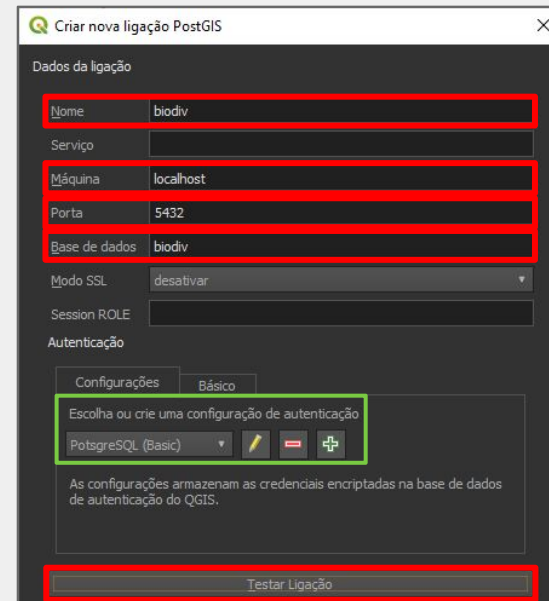 Criar nova ligação PostGIS
Dados da ligação
Nome biodiv
Serviço
Máquina localhost
Porta 5432
Base de dados biodiv
Modo SSL desativar
Session ROLE
Autenticação
Configurações Básico
Escolha ou crie uma configuração de autenticação
PotsgreSQL (Basic)
As configurações armazenam as credenciais encriptadas na base de dados
de autenticação do QGIS.
Testar Ligação